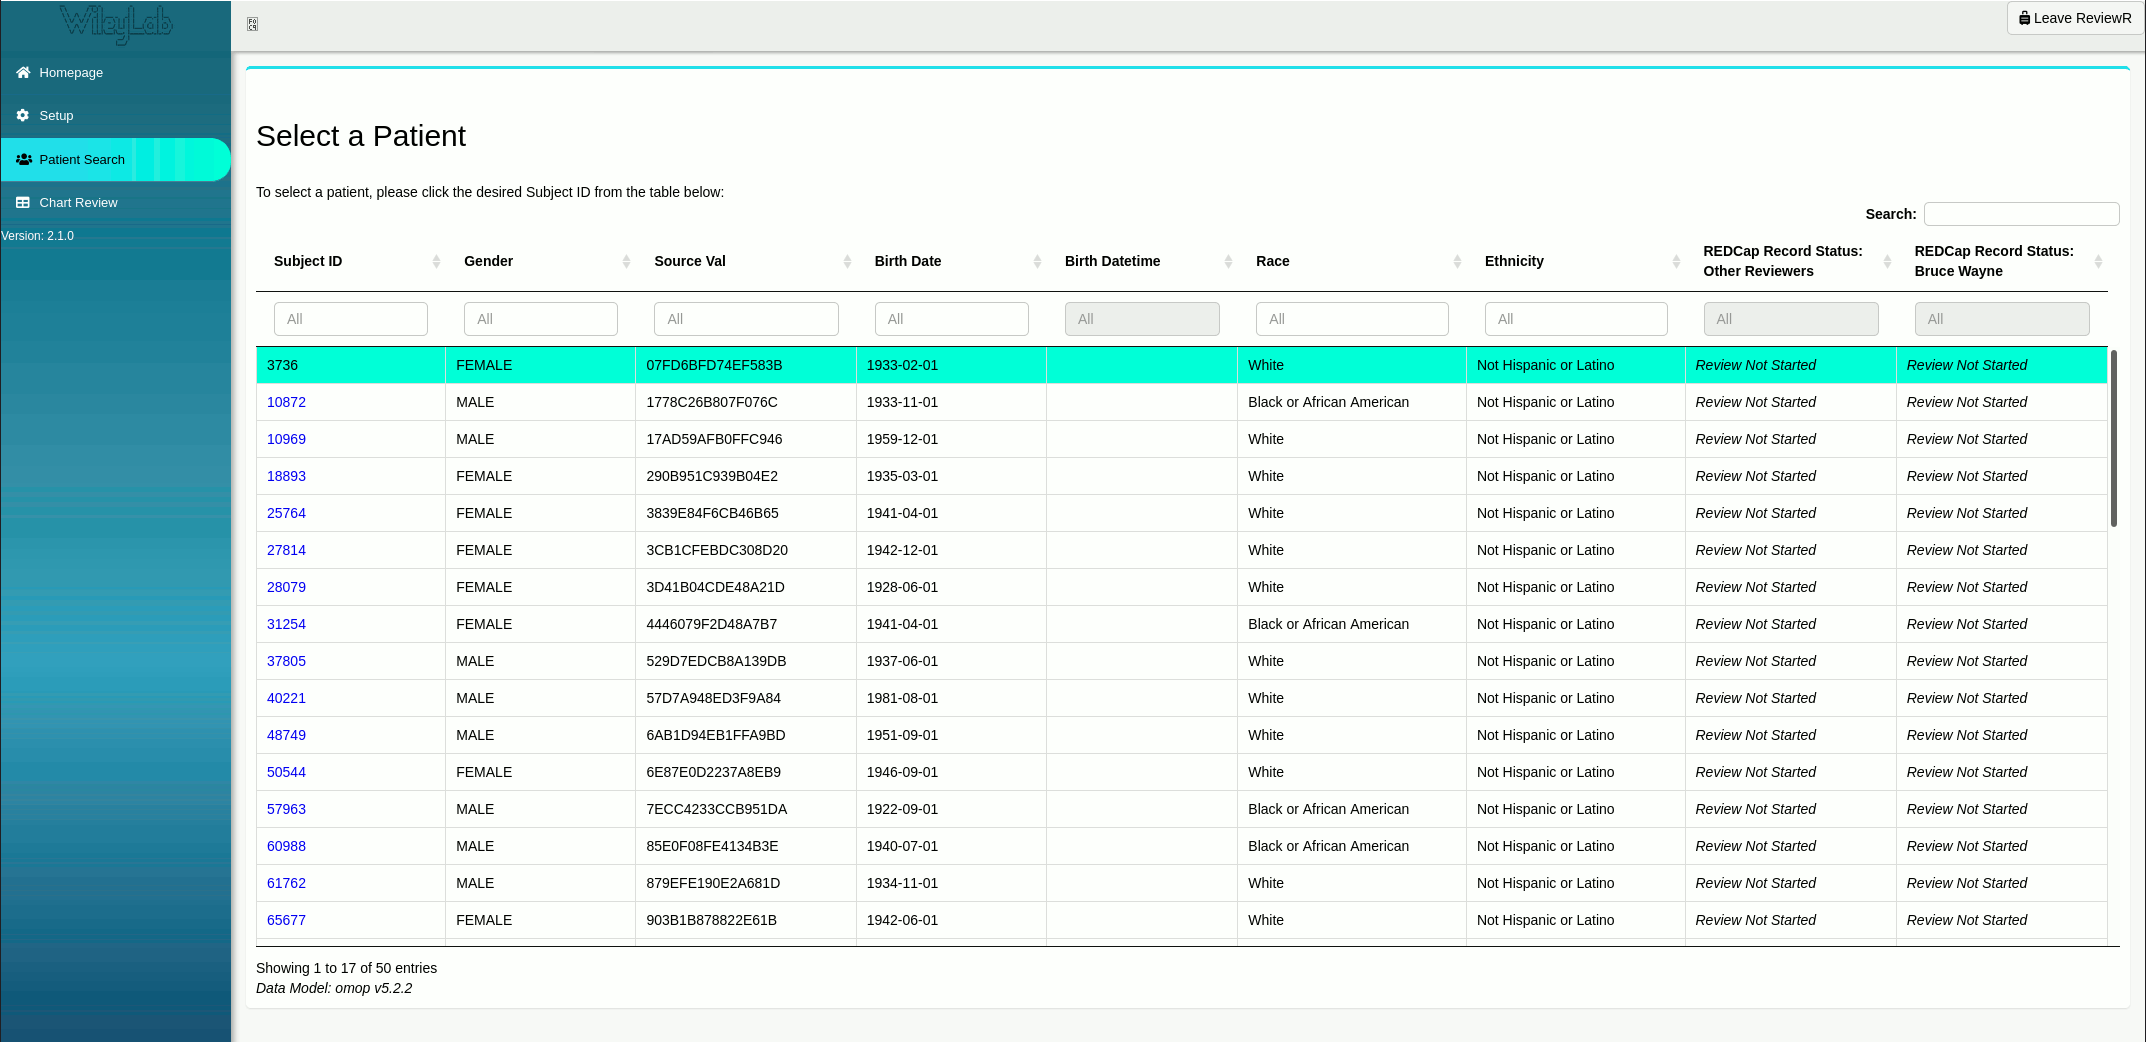 WileyLab
Leave ReviewR
Homepage
Setup
Patient Search
Chart Review
Version: 2.1.0
Select a Patient
To select a patient, please click the desired Subject ID from the table below:
Search:
Subject ID Gender Source Val Birth Date Birth Datetime Race Ethnicity REDCap Record Status: Other Reviewers REDCap Record Status: Bruce Wayne
All All All All All All All All All
3736 FEMALE 07FD6BFD74EF583B 1933-02-01 White Not Hispanic or Latino Review Not Started Review Not Started
10872 MALE 1778C26B807F076C 1933-11-01 Black or African American Not Hispanic or Latino Review Not Started Review Not Started
10969 MALE 17AD59AFB0FFC946 1959-12-01 White Not Hispanic or Latino Review Not Started Review Not Started
18893 FEMALE 290B951C939B04E2 1935-03-01 White Not Hispanic or Latino Review Not Started Review Not Started
25764 FEMALE 3839E84F6CB46B65 1941-04-01 White Not Hispanic or Latino Review Not Started Review Not Started
27814 FEMALE 3CB1CFEBDC308D20 1942-12-01 White Not Hispanic or Latino Review Not Started Review Not Started
28079 FEMALE 3D41B04CDE48A21D 1928-06-01 White Not Hispanic or Latino Review Not Started Review Not Started
31254 FEMALE 4446079F2D48A7B7 1941-04-01 Black or African American Not Hispanic or Latino Review Not Started Review Not Started
37805 MALE 529D7EDCB8A139DB 1937-06-01 White Not Hispanic or Latino Review Not Started Review Not Started
40221 MALE 57D7A948ED3F9A84 1981-08-01 White Not Hispanic or Latino Review Not Started Review Not Started
48749 MALE 6AB1D94EB1FFA9BD 1951-09-01 White Not Hispanic or Latino Review Not Started Review Not Started
50544 FEMALE 6E87E0D2237A8EB9 1946-09-01 White Not Hispanic or Latino Review Not Started Review Not Started
57963 MALE 7ECC4233CCB951DA 1922-09-01 Black or African American Not Hispanic or Latino Review Not Started Review Not Started
60988 MALE 85E0F08FE4134B3E 1940-07-01 Black or African American Not Hispanic or Latino Review Not Started Review Not Started
61762 MALE 879EFE190E2A681D 1934-11-01 White Not Hispanic or Latino Review Not Started Review Not Started
65677 FEMALE 903B1B878822E61B 1942-06-01 White Not Hispanic or Latino Review Not Started Review Not Started
Showing 1 to 17 of 50 entries
Data Model: omop v5.2.2